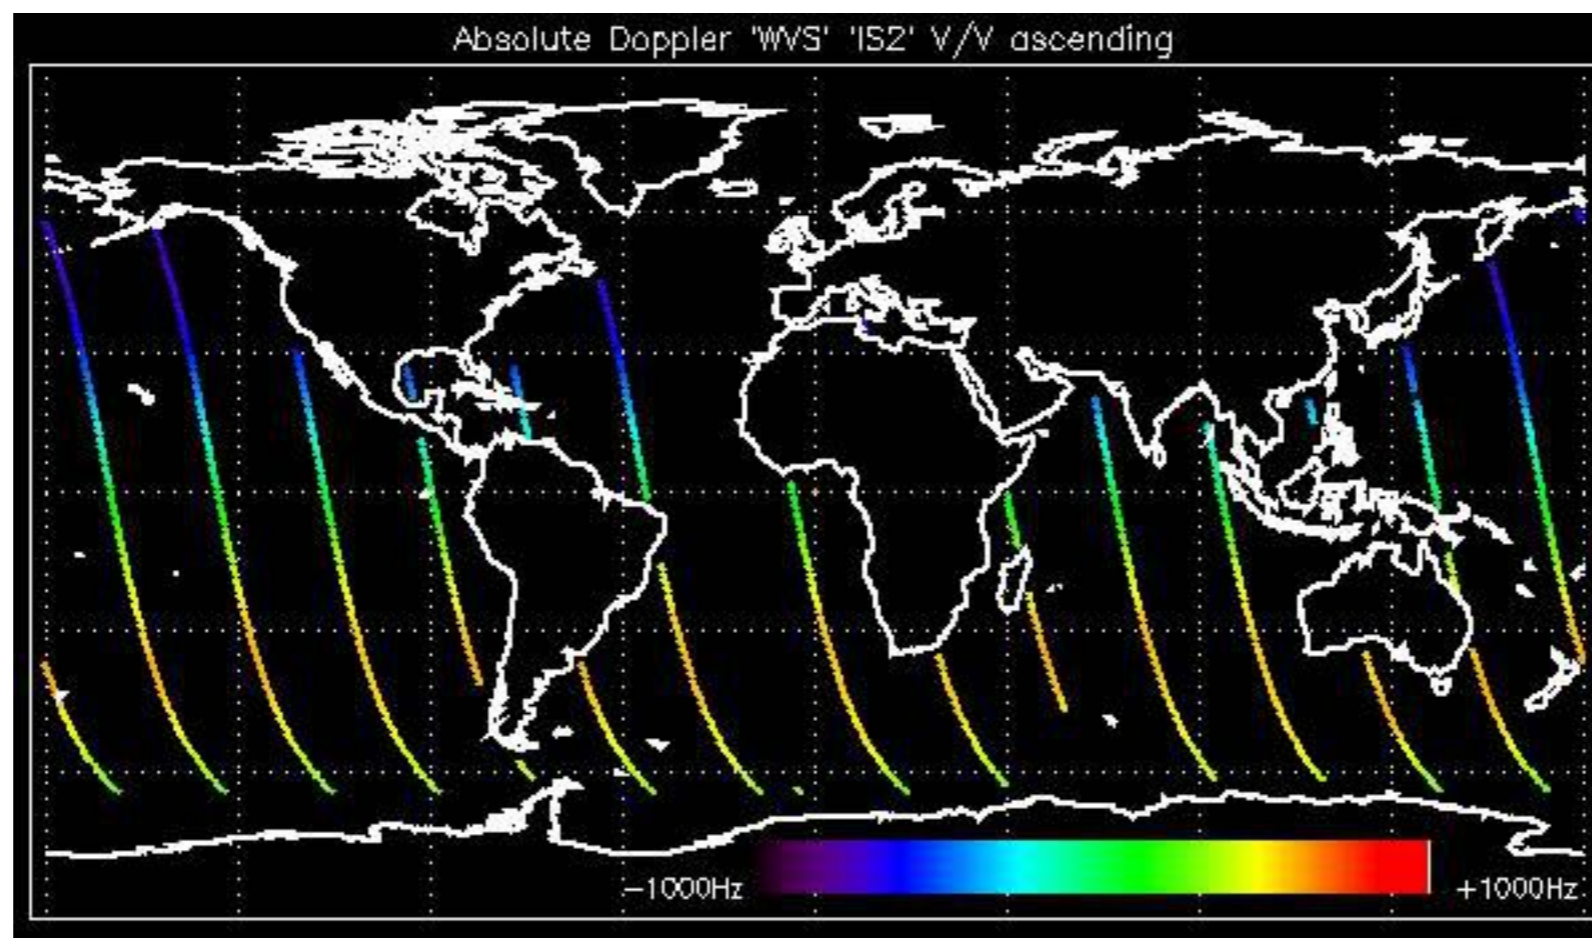 Absolute Doppler 'WVS' 'IS2' V/V ascending
−1000Hz +1000Hz